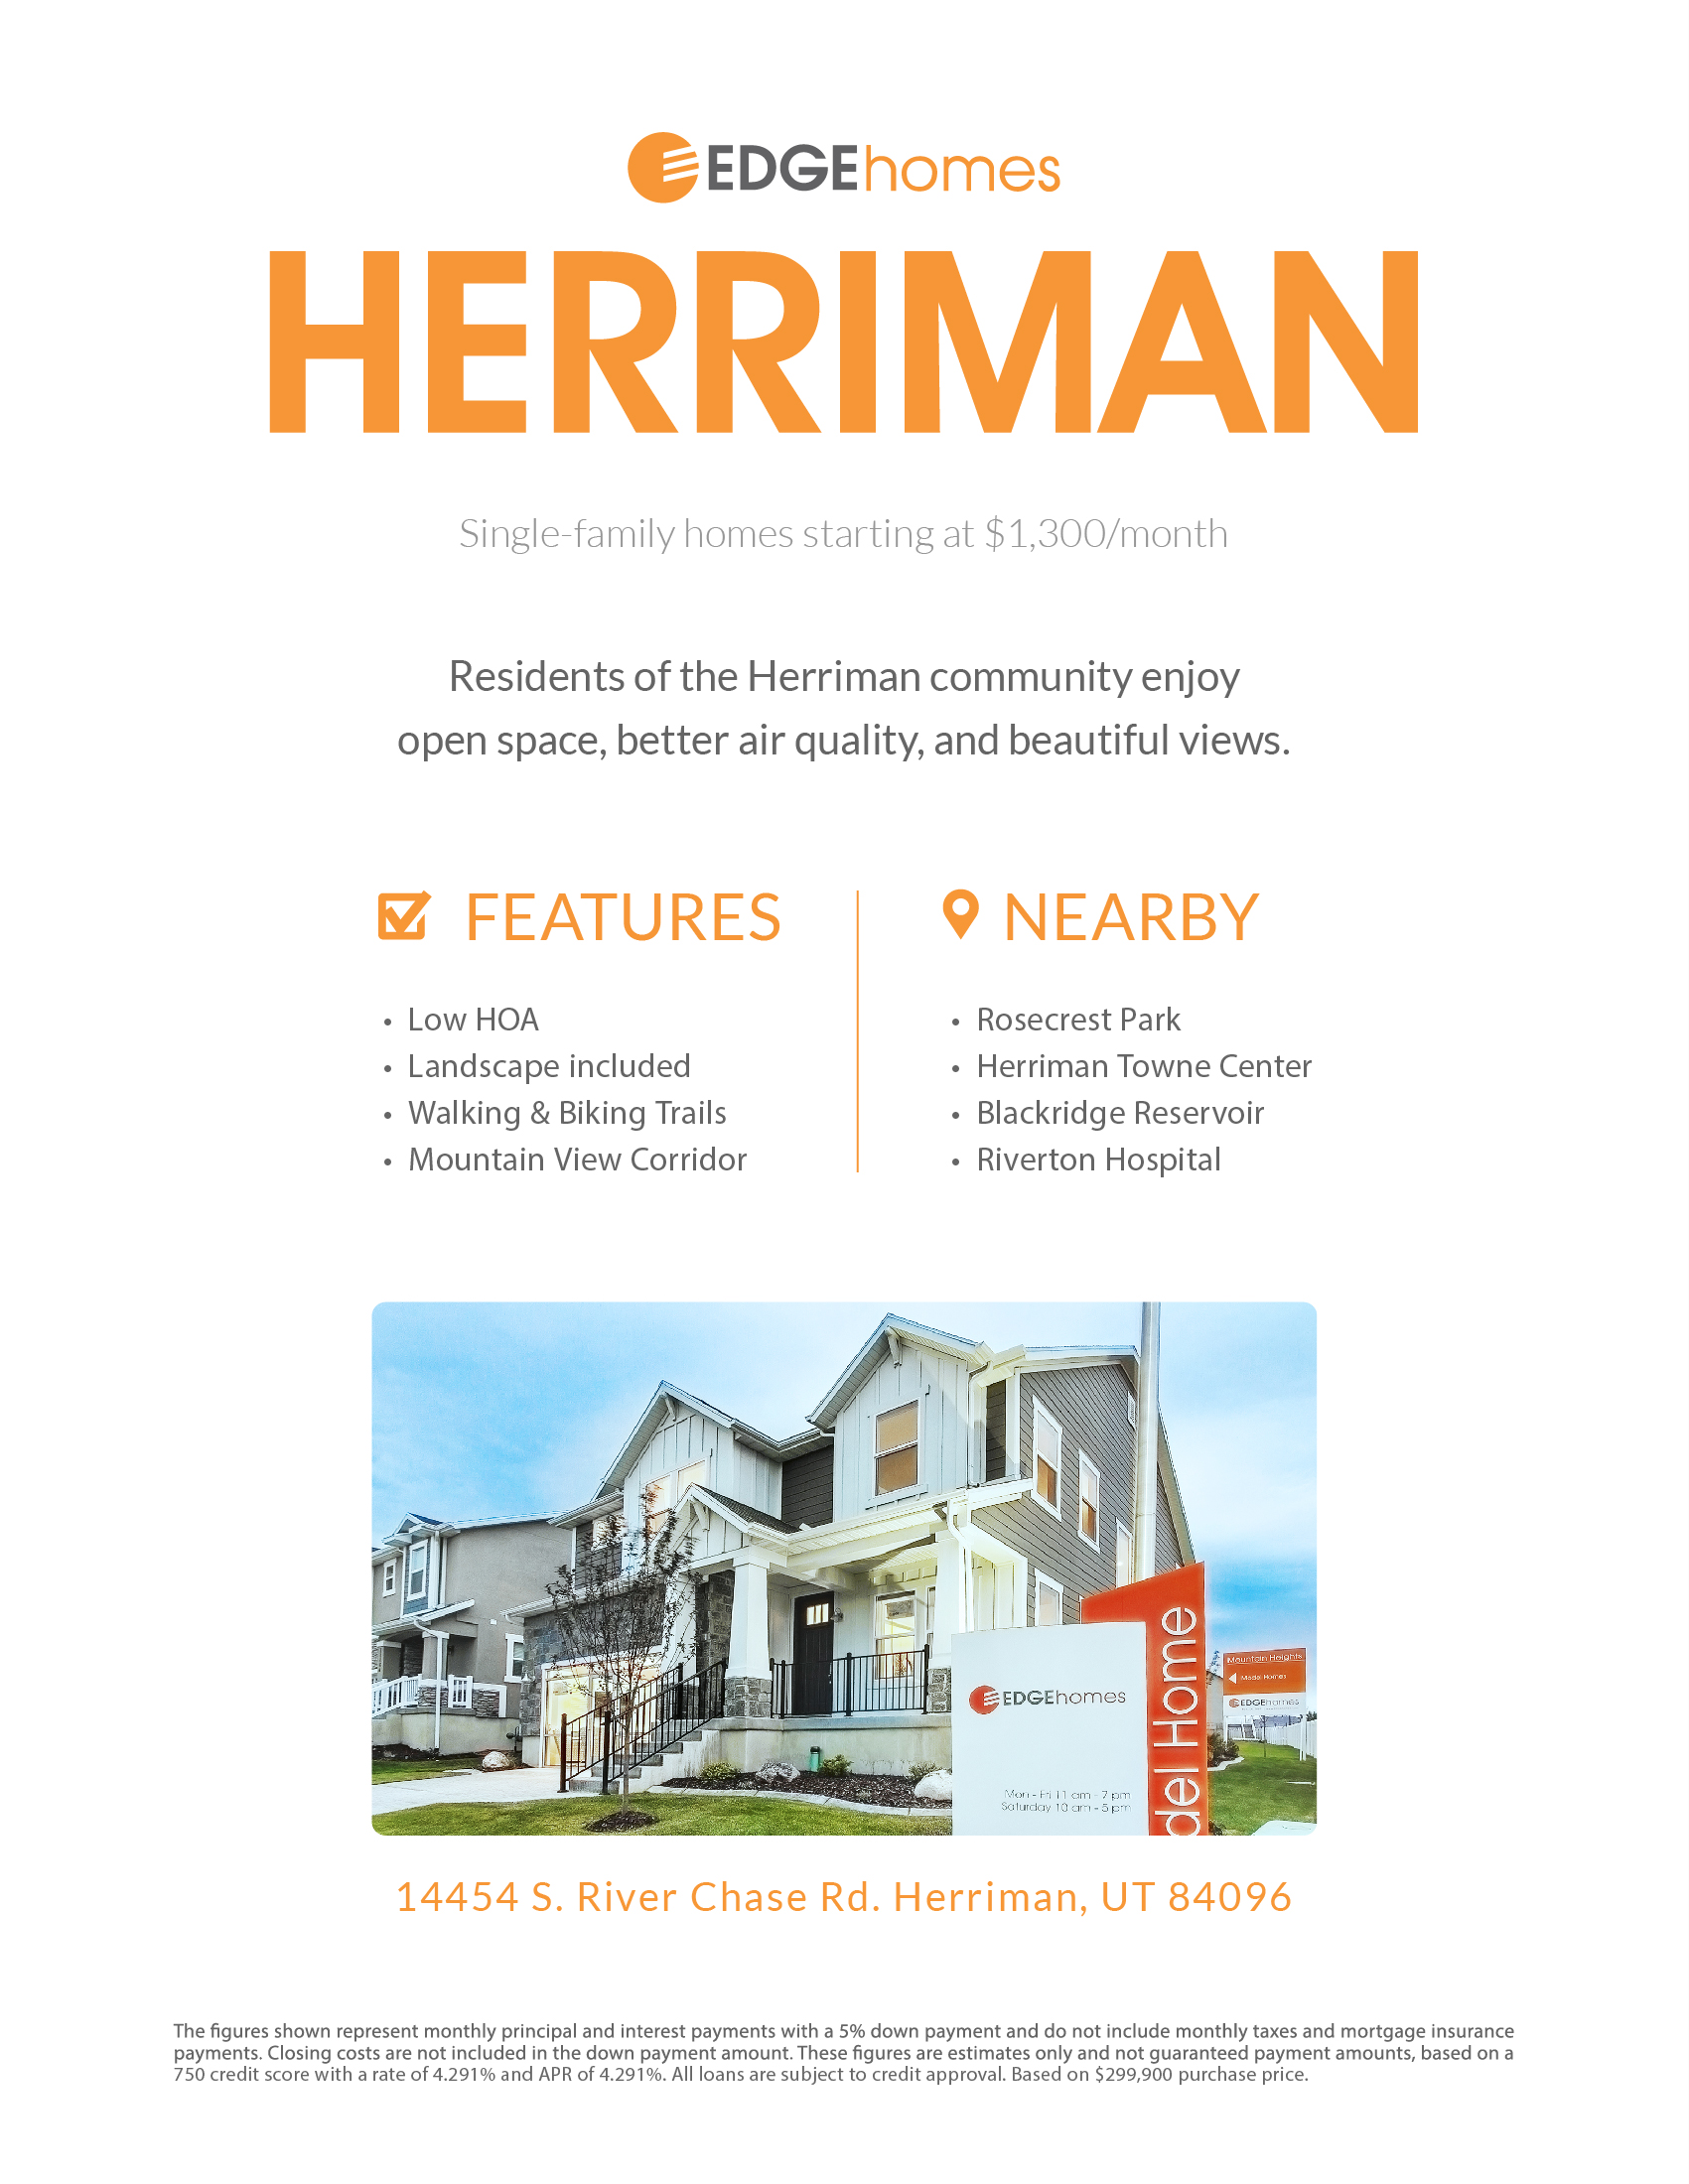 EDGEhomes
HERRIMAN
Single-family homes starting at $1,300/month
Residents of the Herriman community enjoy
open space, better air quality, and beautiful views.
FEATURES
• Low HOA
• Landscape included
• Walking & Biking Trails
• Mountain View Corridor
NEARBY
• Rosecrest Park
• Herriman Towne Center
• Blackridge Reservoir
• Riverton Hospital
Mountain Heights
Model Homes
EDGEhomes
EDGEhomes
Mon - Fri 11 am - 7 pm
Saturday 10 am - 5 pm
del Home
14454 S. River Chase Rd. Herriman, UT 84096
The figures shown represent monthly principal and interest payments with a 5% down payment and do not include monthly taxes and mortgage insurance
payments. Closing costs are not included in the down payment amount. These figures are estimates only and not guaranteed payment amounts, based on a
750 credit score with a rate of 4.291% and APR of 4.291%. All loans are subject to credit approval. Based on $299,900 purchase price.